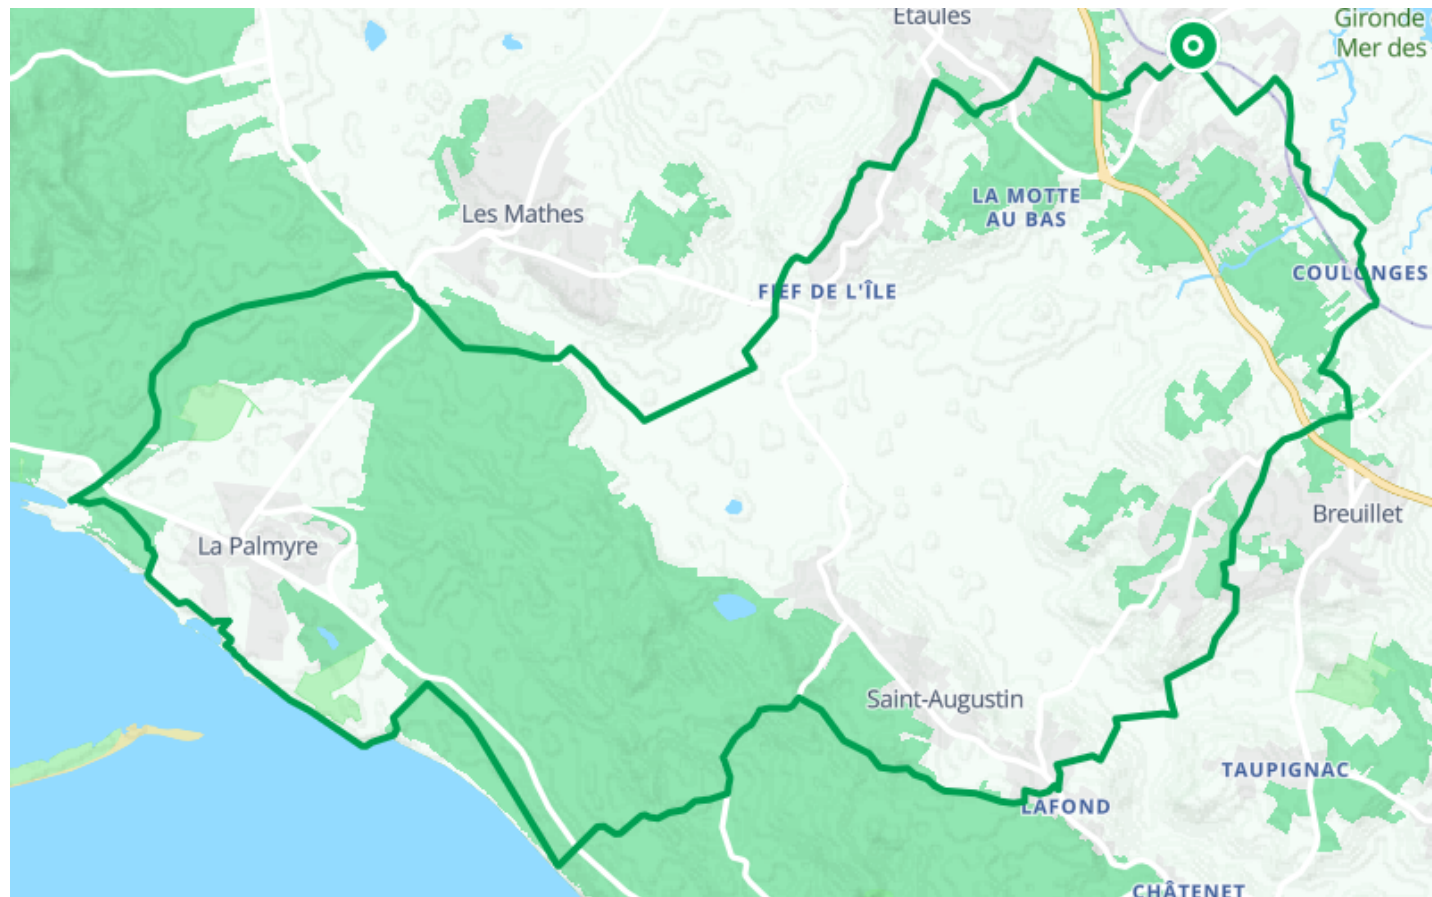 Etaules
Gironde
Mer des
Les Mathes
LA MOTTE
AU BAS
COULONGES
FIEF DE L'ÎLE
Breuillet
La Palmyre
Saint-Augustin
TAUPIGNAC
LAFOND
CHÂTENET